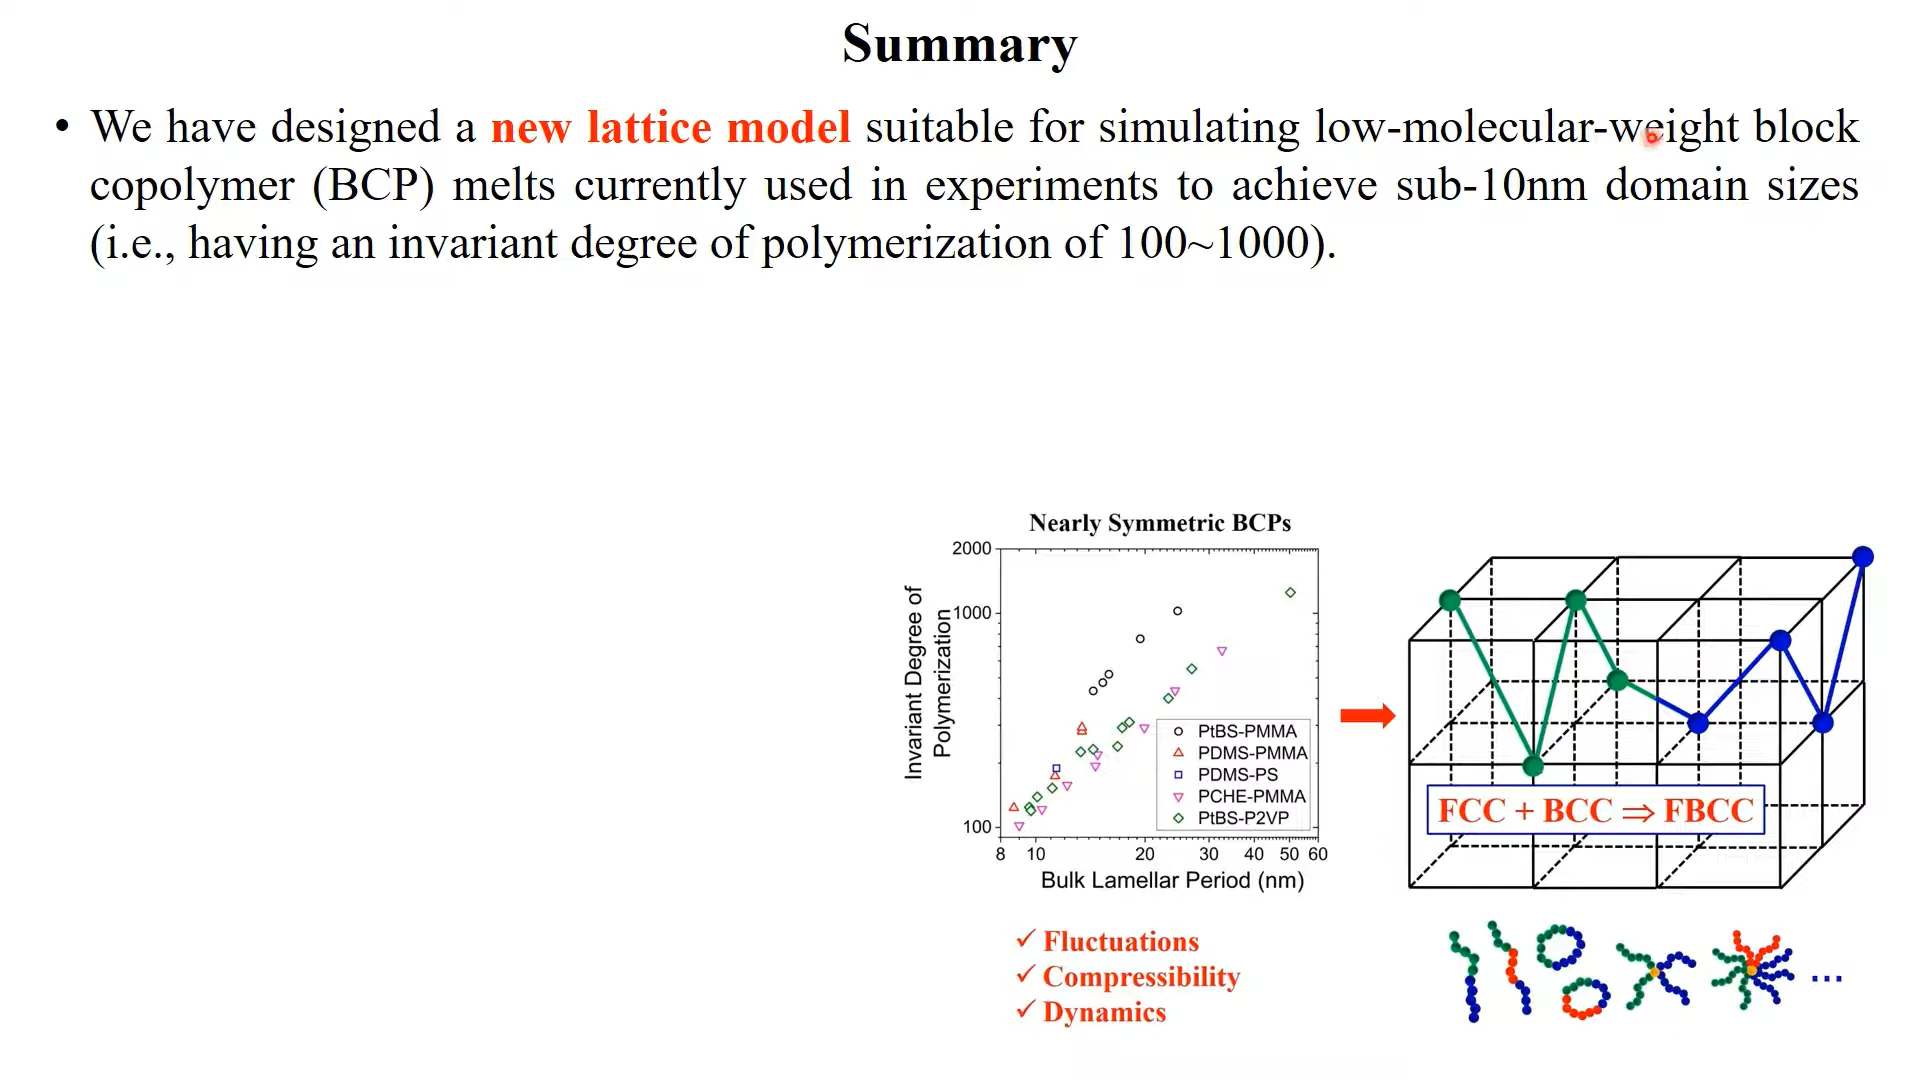 Summary
• We have designed a new lattice model suitable for simulating low-molecular-weight block
copolymer (BCP) melts currently used in experiments to achieve sub-10nm domain sizes
(i.e., having an invariant degree of polymerization of 100~1000).
Nearly Symmetric BCPs
Invariant Degree of
Polymerization
2000
1000
100
PtBS-PMMA
PDMS-PMMA
PDMS-PS
PCHE-PMMA
PtBS-P2VP
8 10 20 30 40 50 60
Bulk Lamellar Period (nm)
FCC + BCC ⇒ FBCC
✓ Fluctuations
✓ Compressibility
✓ Dynamics
...